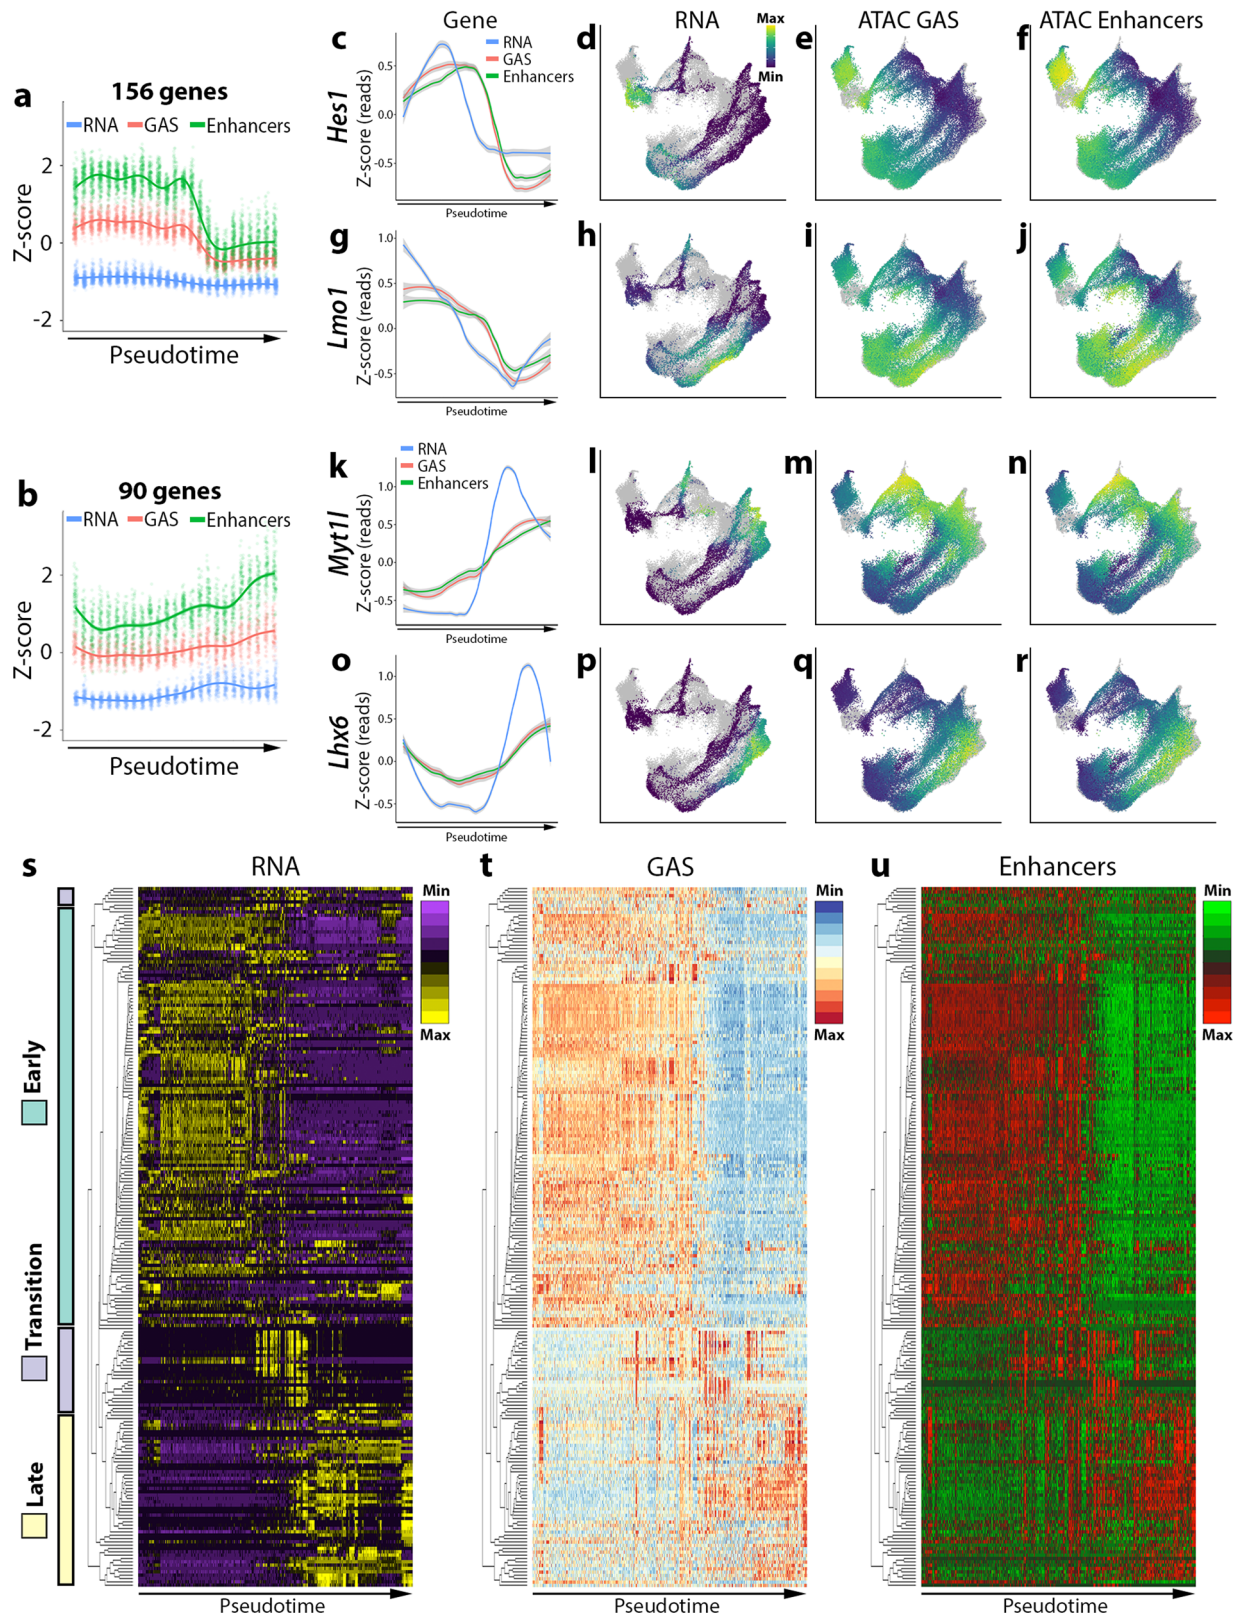 Gene
RNA
ATAC GAS
ATAC Enhancers
a
156 genes
RNA
GAS
Enhancers
2
0
-2
Z-score
Pseudotime
c
Hes1
Z-score (reads)
RNA
GAS
Enhancers
0.5
0.0
-0.5
Pseudotime
d
Max
Min
e
f
g
Lmo1
Z-score (reads)
1.0
0.5
0.0
-0.5
Pseudotime
h
i
j
b
90 genes
RNA
GAS
Enhancers
2
0
-2
Z-score
Pseudotime
k
Myt1l
Z-score (reads)
RNA
GAS
Enhancers
1.0
0.5
0.0
-0.5
Pseudotime
l
m
n
o
Lhx6
Z-score (reads)
1.0
0.5
0.0
-0.5
Pseudotime
p
q
r
s
RNA
Min
Max
Early
Transition
Late
Pseudotime
t
GAS
Min
Max
Pseudotime
u
Enhancers
Min
Max
Pseudotime